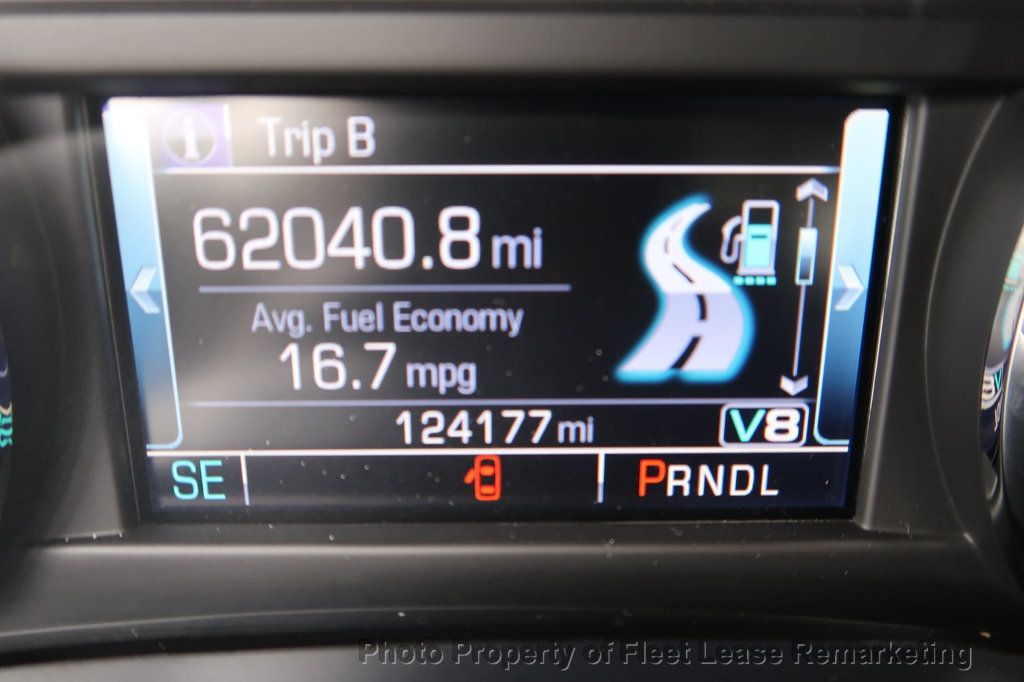 i Trip B
62040.8 mi
Avg. Fuel Economy
16.7 mpg
124177 mi V8
SE PRNDL
Photo Property of Fleet Lease Remarketing